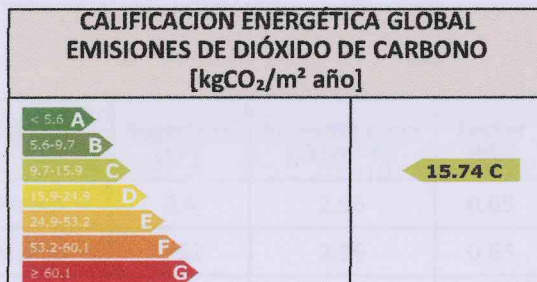 CALIFICACION ENERGÉTICA GLOBAL
EMISIONES DE DIÓXIDO DE CARBONO
[kgCO₂/m² año]
< 5.6 A
5.6-9.7 B
9.7-15.9 C
15.74 C
15.9-24.9 D
24.9-53.2 E
53.2-60.1 F
≥ 60.1 G